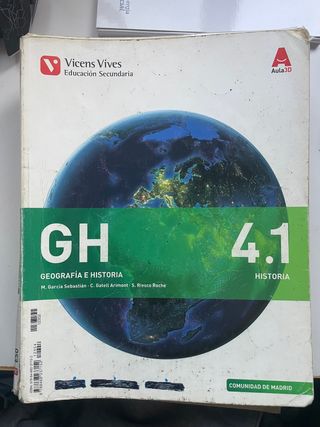 Vicens Vives
Educación Secundaria
Aula3D
GH
4.1
GEOGRAFÍA E HISTORIA
HISTORIA
M. García Sebastián · C. Gatell Arimont · S. Riesco Roche
COMUNIDAD DE MADRID